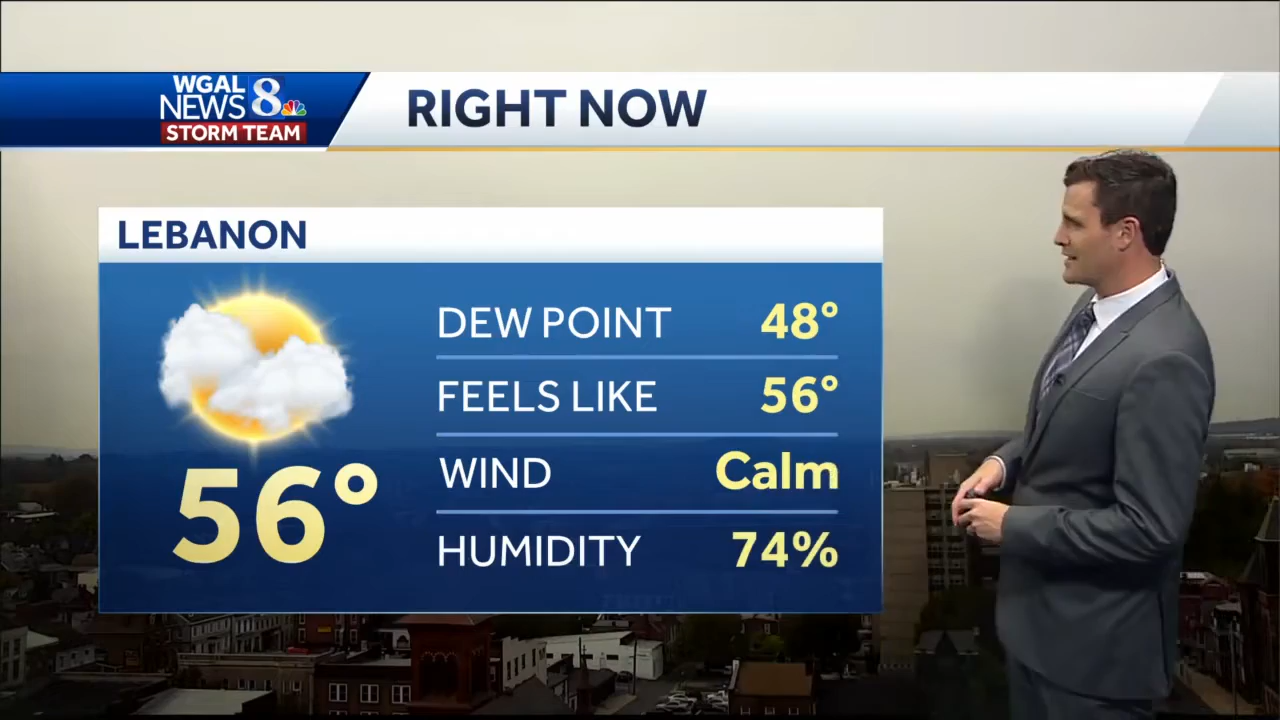 WGAL
NEWS 8
STORM TEAM
RIGHT NOW
LEBANON
56°
DEW POINT 48°
FEELS LIKE 56°
WIND Calm
HUMIDITY 74%